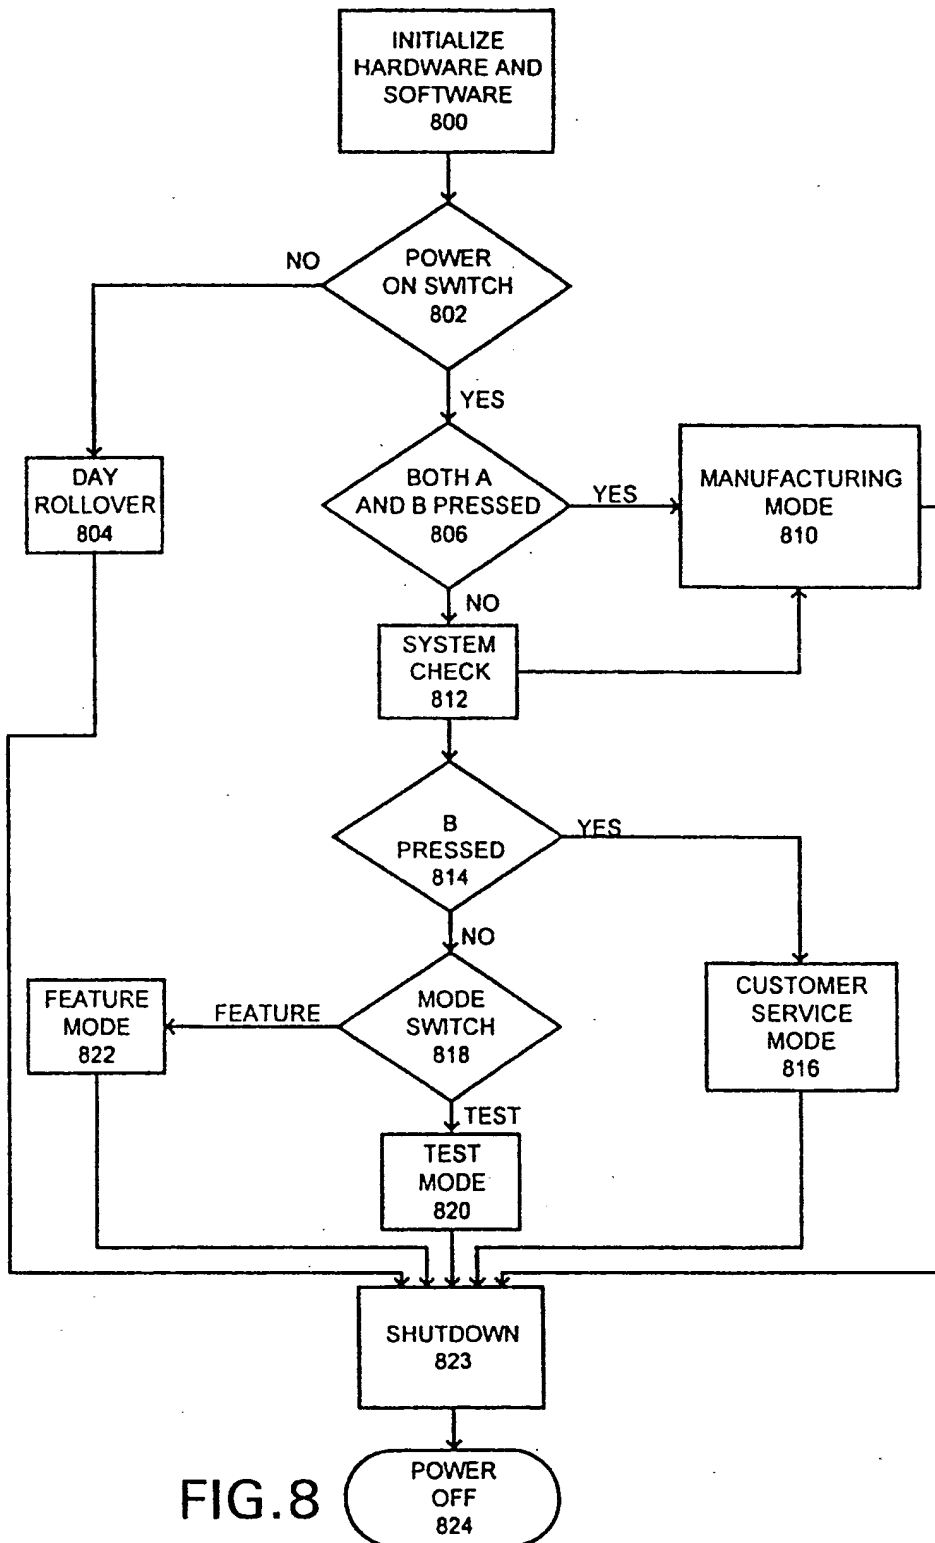 INITIALIZE
HARDWARE AND
SOFTWARE
800
NO
POWER
ON SWITCH
802
YES
DAY
ROLLOVER
804
BOTH A
AND B PRESSED
806
YES
MANUFACTURING
MODE
810
NO
SYSTEM
CHECK
812
B
PRESSED
814
YES
NO
FEATURE
MODE
822
FEATURE
MODE
SWITCH
818
CUSTOMER
SERVICE
MODE
816
TEST
TEST
MODE
820
SHUTDOWN
823
POWER
OFF
824
FIG.8